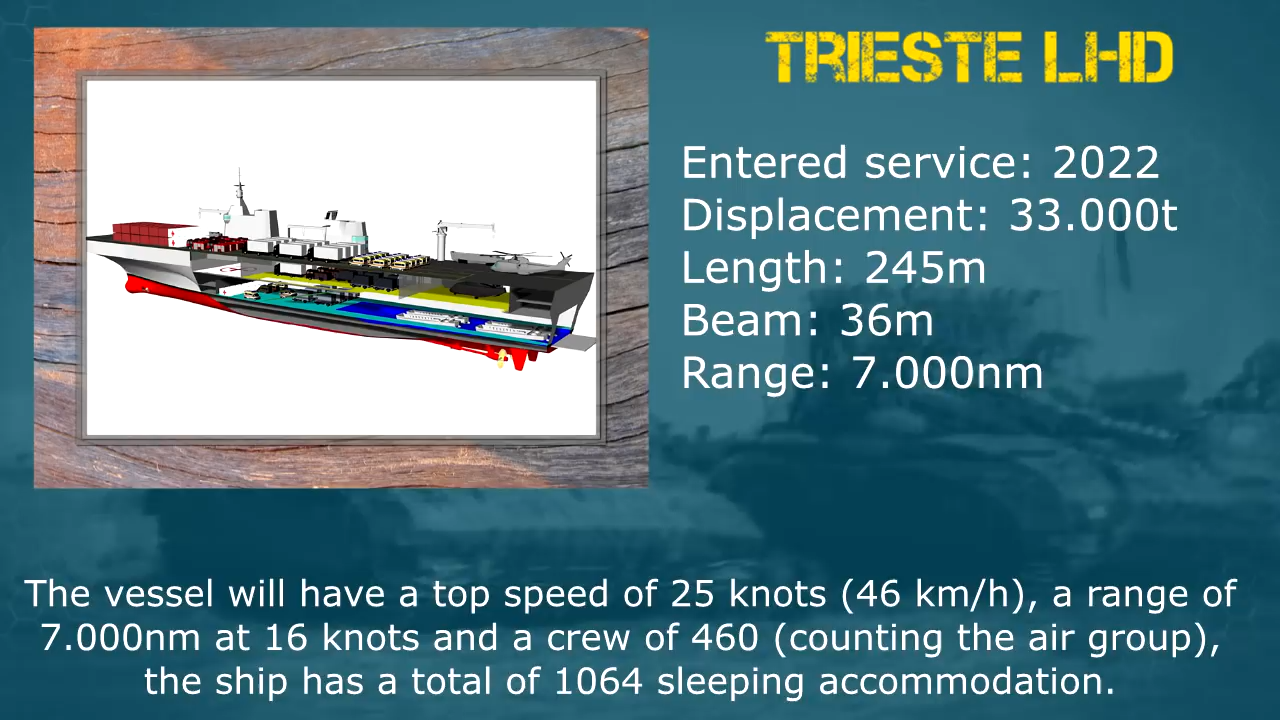 TRIESTE LHD
Entered service: 2022
Displacement: 33.000t
Length: 245m
Beam: 36m
Range: 7.000nm
The vessel will have a top speed of 25 knots (46 km/h), a range of
7.000nm at 16 knots and a crew of 460 (counting the air group),
the ship has a total of 1064 sleeping accommodation.